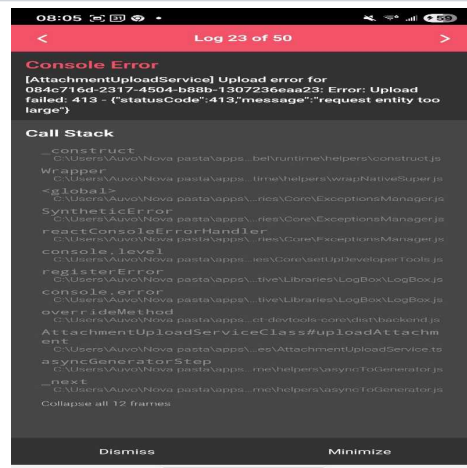 08:05
59
Log 23 of 50
Console Error
[AttachmentUploadService] Upload error for
084c716d-2317-4504-b88b-1307236eaa23: Error: Upload
failed: 413 - {"statusCode":413,"message":"request entity too
large"}
Call Stack
_construct
C:\Users\Auvo\Nova pasta\apps...bel\runtime\helpers\construct.js
Wrapper
C:\Users\Auvo\Nova pasta\apps...time\helpers\wrapNativeSuper.js
<global>
C:\Users\Auvo\Nova pasta\apps\...ries\Core\ExceptionsManager.js
SyntheticError
C:\Users\Auvo\Nova pasta\apps\...ries\Core\ExceptionsManager.js
reactConsoleErrorHandler
C:\Users\Auvo\Nova pasta\apps\...ries\Core\ExceptionsManager.js
console.level
C:\Users\Auvo\Nova pasta\apps...ies\Core\setUpDeveloperTools.js
registerError
C:\Users\Auvo\Nova pasta\apps\...tive\Libraries\LogBox\LogBox.js
console.error
C:\Users\Auvo\Nova pasta\apps\...tive\Libraries\LogBox\LogBox.js
overrideMethod
C:\Users\Auvo\Nova pasta\apps...ct-devtools-core\dist\backend.js
AttachmentUploadServiceClass#uploadAttachm
ent
C:\Users\Auvo\Nova pasta\apps\...es\AttachmentUploadService.ts
asyncGeneratorStep
C:\Users\Auvo\Nova pasta\apps...me\helpers\asyncToGenerator.js
_next
C:\Users\Auvo\Nova pasta\apps...me\helpers\asyncToGenerator.js
Collapse all 12 frames
Dismiss
Minimize